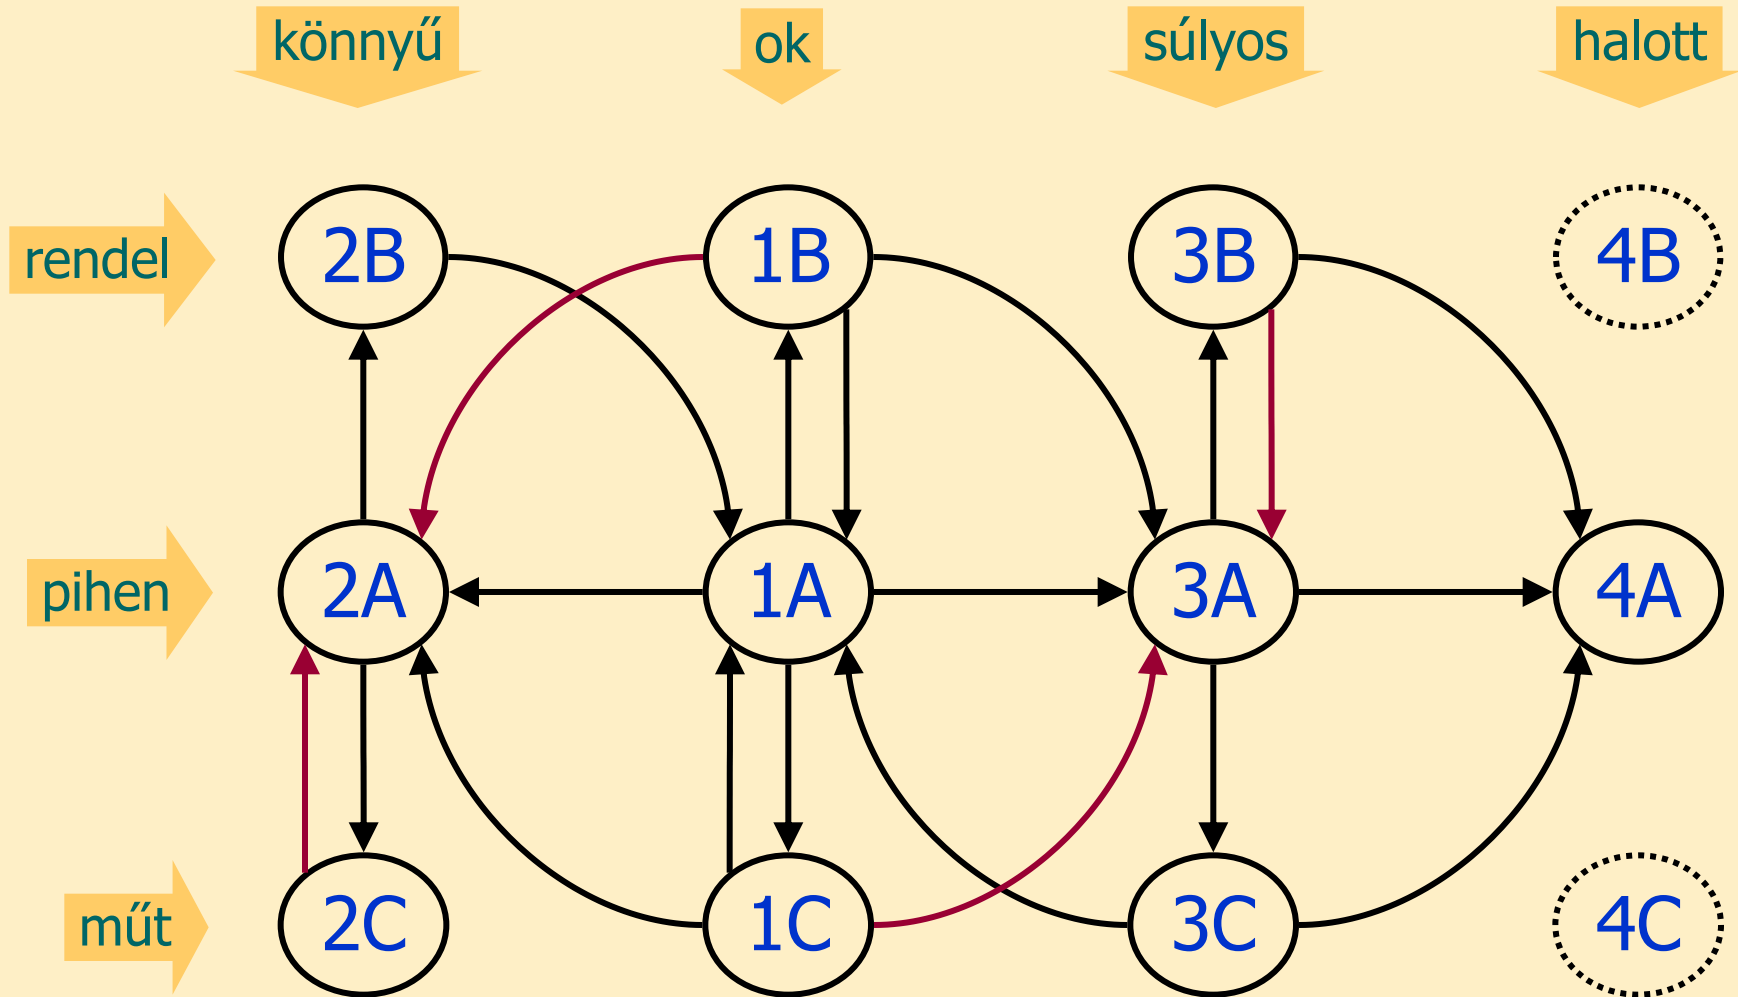 könnyű
ok
súlyos
halott
rendel
2B
1B
3B
4B
pihen
2A
1A
3A
4A
műt
2C
1C
3C
4C